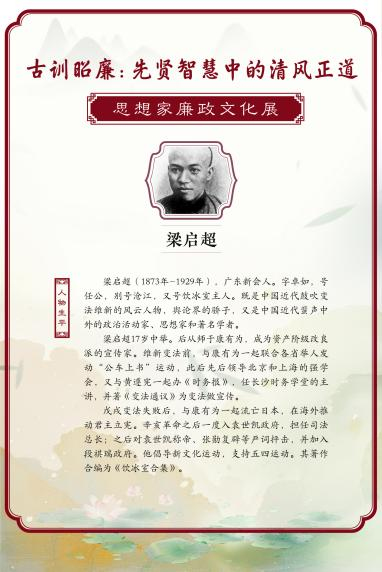 古训昭廉：先贤智慧中的清风正道
思想家廉政文化展
梁启超
人物生平
梁启超（1873年-1929年），广东新会人。字卓如，号
任公，别号沧江，又号饮冰室主人。既是中国近代鼓吹变
法维新的风云人物，舆论界的骄子，又是中国近代蜚声中
外的政治活动家、思想家和著名学者。
梁启超17岁中举。后从师于康有为，成为资产阶级改良
派的宣传家。维新变法前，与康有为一起联合各省举人发
动“公车上书”运动，此后先后领导北京和上海的强学
会，又与黄遵宪一起办《时务报》，任长沙时务学堂的主
讲，并著《变法通议》为变法做宣传。
戊戌变法失败后，与康有为一起流亡日本，在海外推
动君主立宪。辛亥革命之后一度入袁世凯政府，担任司法
总长；之后对袁世凯称帝、张勋复辟等严词抨击，并加入
段祺瑞政府。他倡导新文化运动，支持五四运动。其著作
合编为《饮冰室合集》。